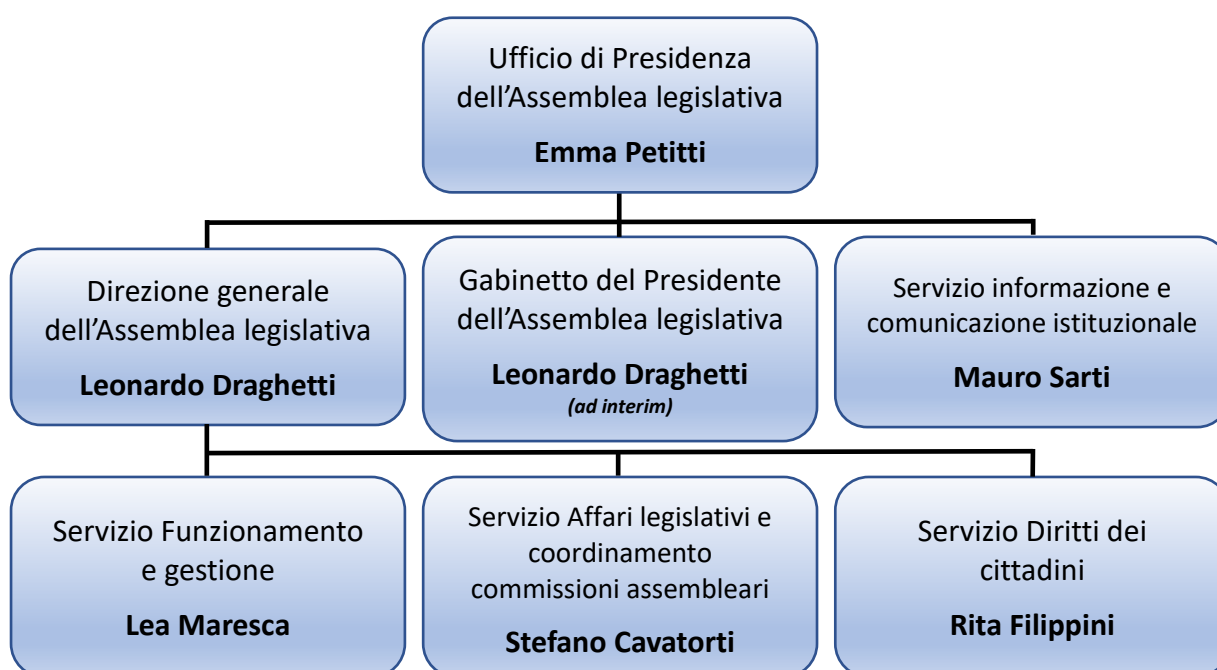 Ufficio di Presidenza
dell’Assemblea legislativa
Emma Petitti
Direzione generale
dell’Assemblea legislativa
Leonardo Draghetti
Gabinetto del Presidente
dell’Assemblea legislativa
Leonardo Draghetti
(ad interim)
Servizio informazione e
comunicazione istituzionale
Mauro Sarti
Servizio Funzionamento
e gestione
Lea Maresca
Servizio Affari legislativi e
coordinamento
commissioni assembleari
Stefano Cavatorti
Servizio Diritti dei
cittadini
Rita Filippini